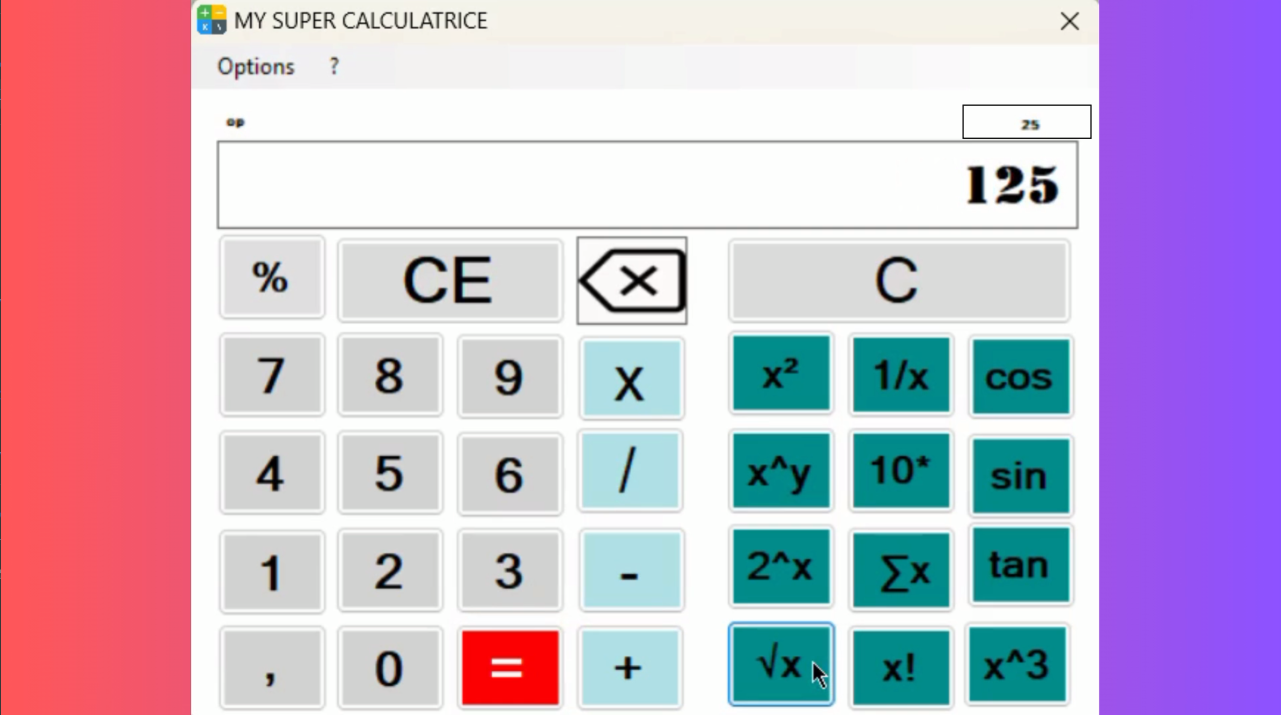 MY SUPER CALCULATRICE
Options ?
op 25
125
% CE C
7 8 9 x x² 1/x cos
4 5 6 / x^y 10* sin
1 2 3 - 2^x ∑x tan
, 0 = + √x x! x^3